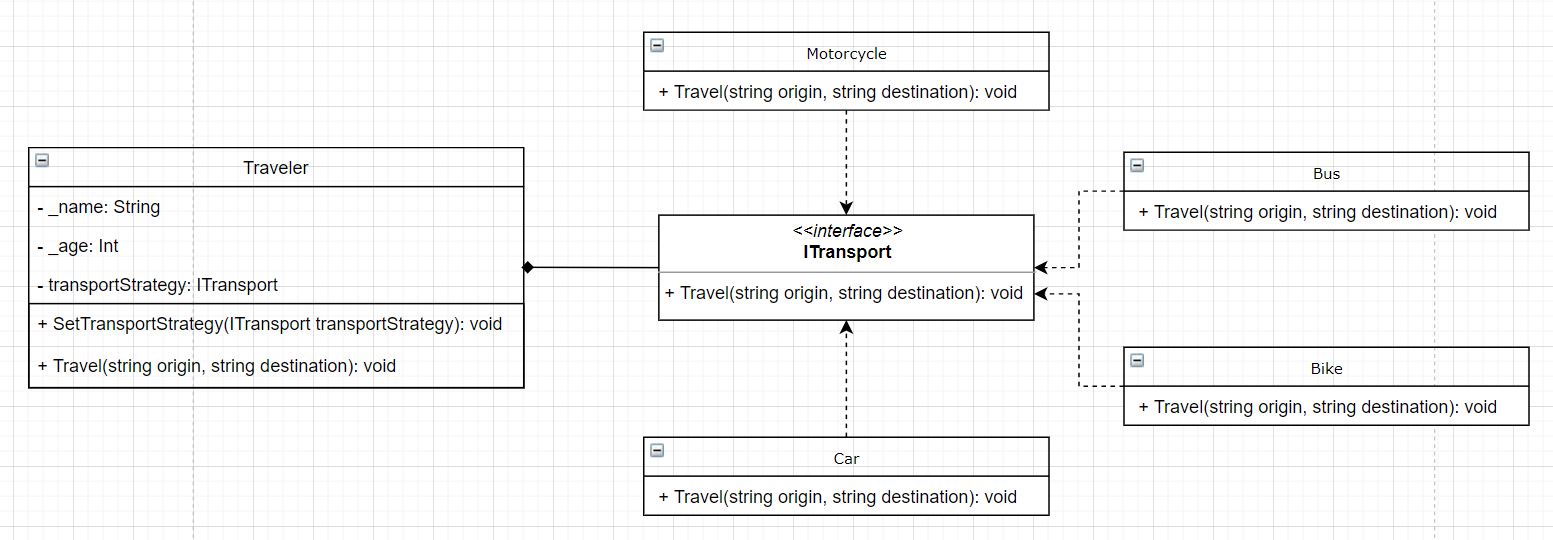 Motorcycle
+ Travel(string origin, string destination): void
Traveler
- _name: String
- _age: Int
- transportStrategy: ITransport
+ SetTransportStrategy(ITransport transportStrategy): void
+ Travel(string origin, string destination): void
<<interface>>
ITransport
+ Travel(string origin, string destination): void
Bus
+ Travel(string origin, string destination): void
Bike
+ Travel(string origin, string destination): void
Car
+ Travel(string origin, string destination): void